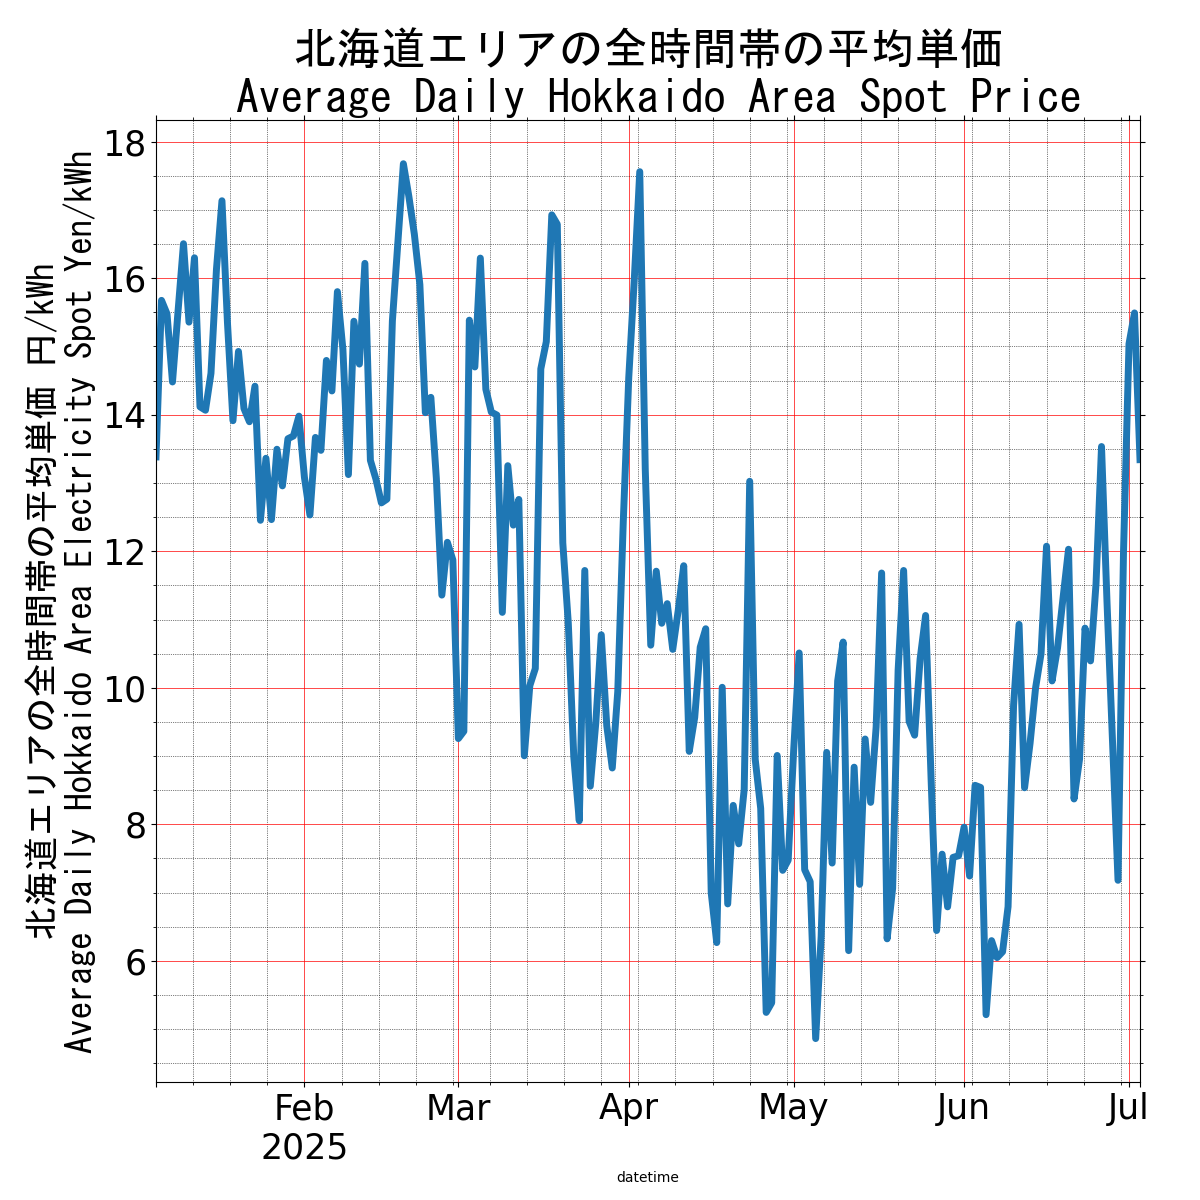 北海道エリアの全時間帯の平均単価
Average Daily Hokkaido Area Spot Price
北海道エリアの全時間帯の平均単価 円/kWh
Average Daily Hokkaido Area Electricity Spot Yen/kWh
18
16
14
12
10
8
6
Feb
2025
Mar
Apr
May
Jun
Jul
datetime